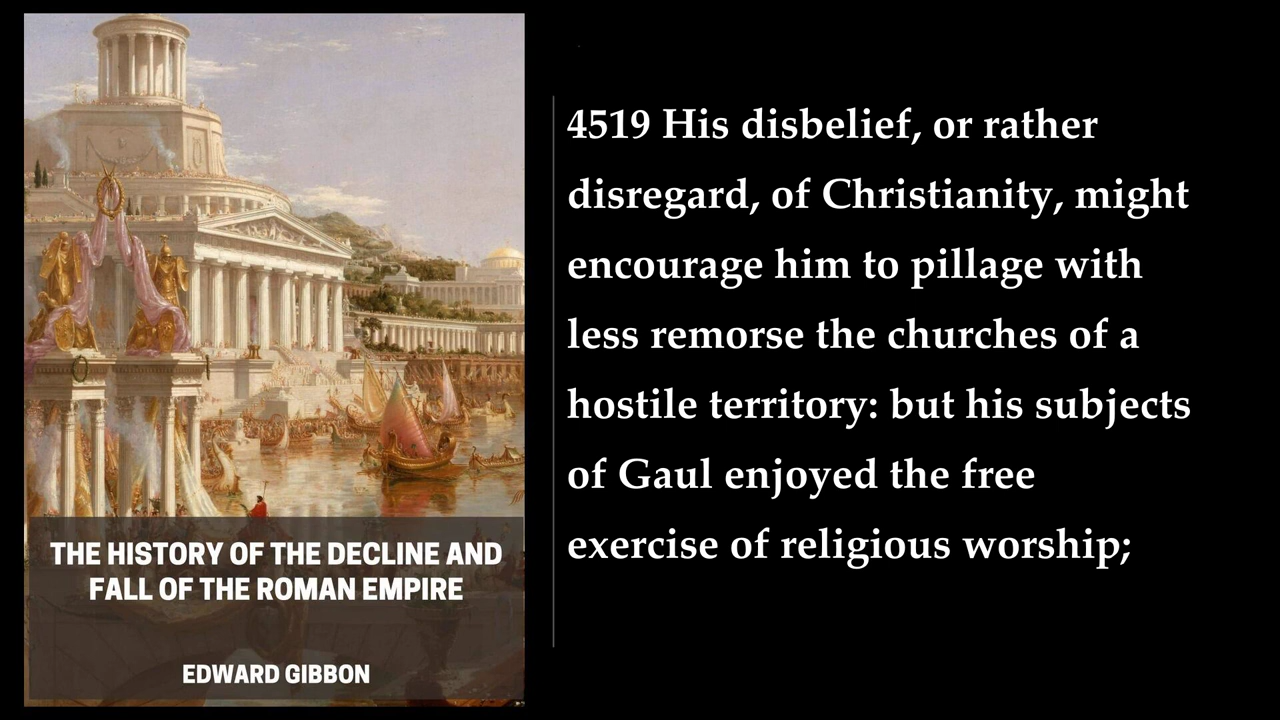 THE HISTORY OF THE DECLINE AND
FALL OF THE ROMAN EMPIRE
EDWARD GIBBON
4519 His disbelief, or rather
disregard, of Christianity, might
encourage him to pillage with
less remorse the churches of a
hostile territory: but his subjects
of Gaul enjoyed the free
exercise of religious worship;